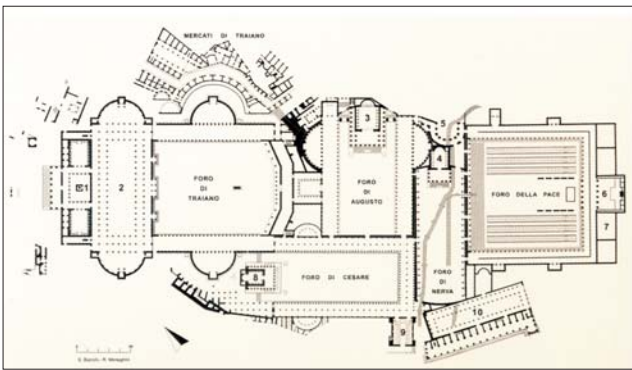 MERCATI DI TRAIANO
3
5
4
1
2
FORO
DI
TRAIANO
FORO
DI
AUGUSTO
FORO DELLA PACE
6
7
8
FORO DI CESARE
FORO
DI
NERVA
9
10